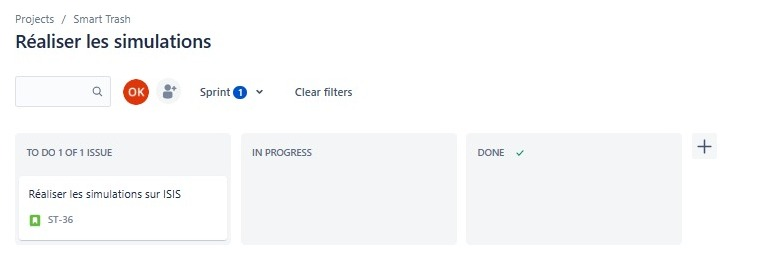 Projects / Smart Trash
Réaliser les simulations
OK
Sprint 1
Clear filters
TO DO 1 OF 1 ISSUE
IN PROGRESS
DONE
Réaliser les simulations sur ISIS
ST-36